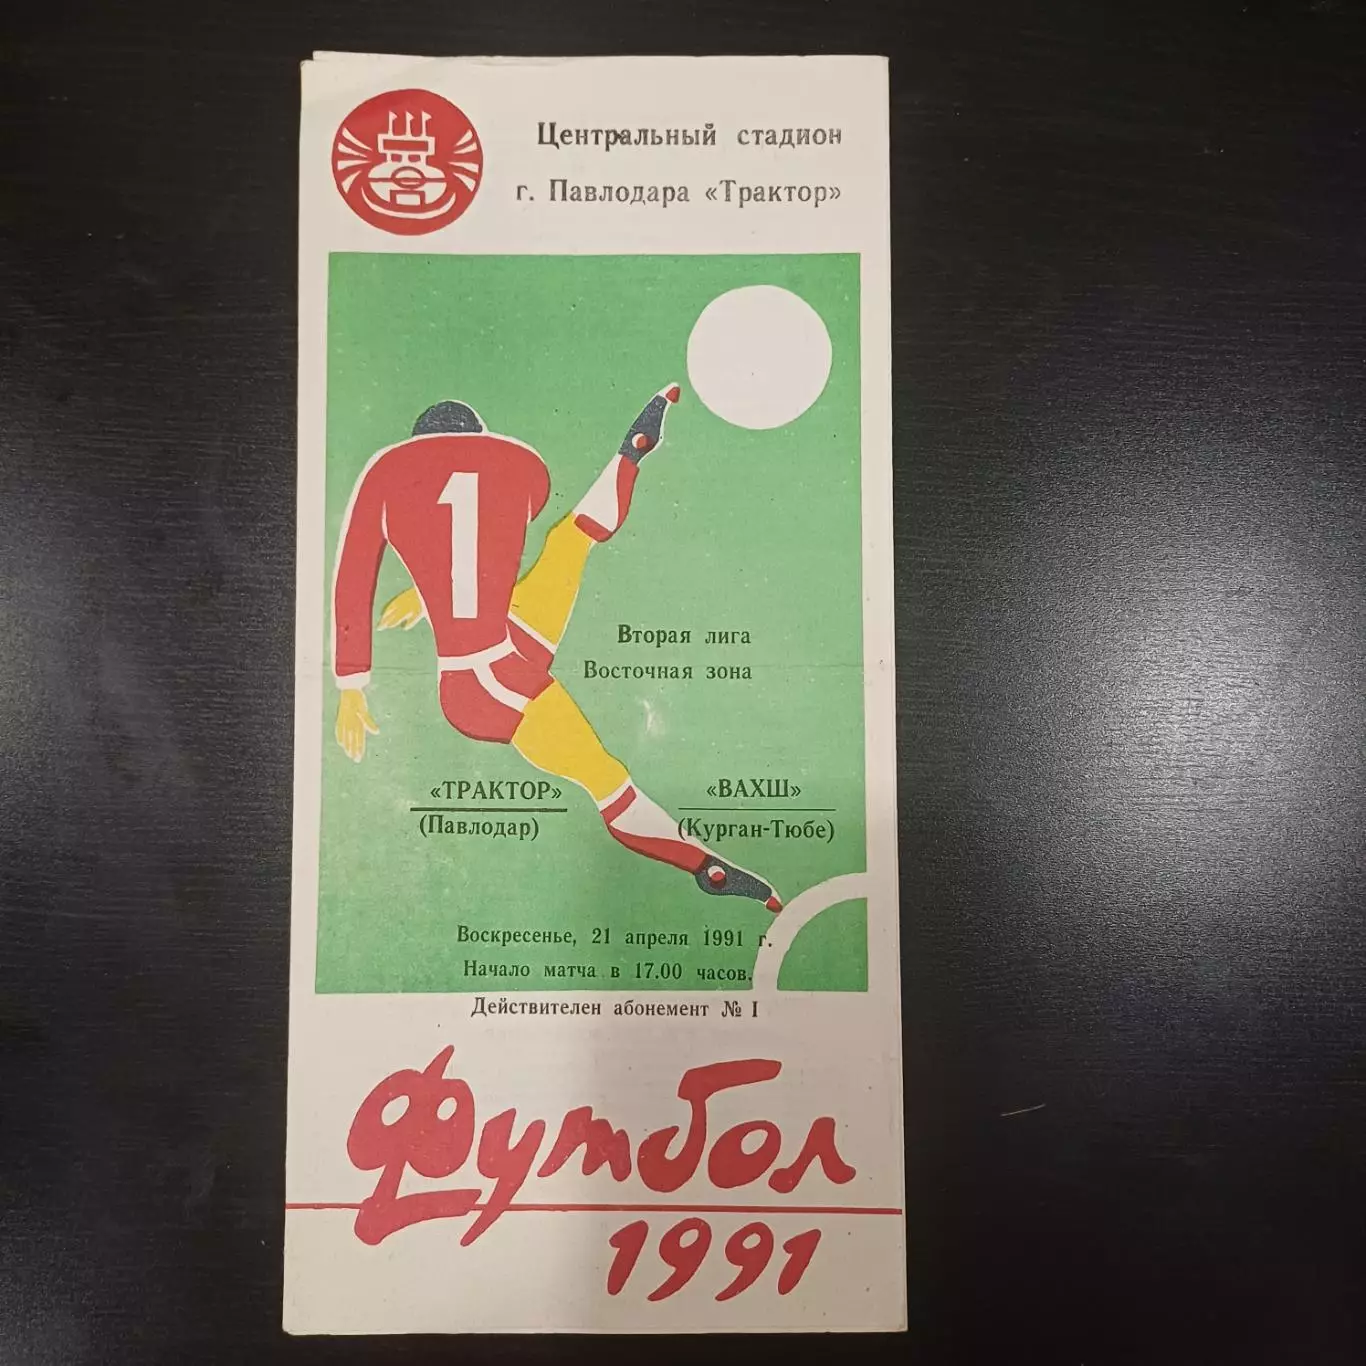 Центральный стадион
г. Павлодара «Трактор»
1
Вторая лига
Восточная зона
«ТРАКТОР» «ВАХШ»
(Павлодар) (Курган-Тюбе)
Воскресенье, 21 апреля 1991 г.
Начало матча в 17.00 часов.
Действителен абонемент № I
Футбол
1991